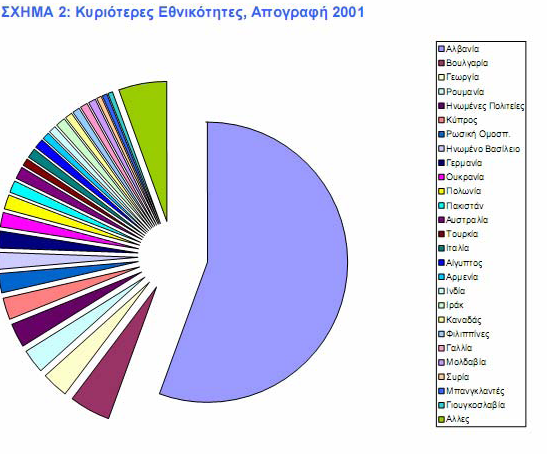 ΣΧΗΜΑ 2: Κυριότερες Εθνικότητες, Απογραφή 2001
Αλβανία
Βουλγαρία
Γεωργία
Ρουμανία
Ηνωμένες Πολιτείες
Κύπρος
Ρωσική Ομοσπ.
Ηνωμένο Βασίλειο
Γερμανία
Ουκρανία
Πολωνία
Πακιστάν
Αυστραλία
Τουρκία
Ιταλία
Αίγυπτος
Αρμενία
Ινδία
Ιράκ
Καναδάς
Φιλιππίνες
Γαλλία
Μολδαβία
Συρία
Μπανγκλαντές
Γιουγκοσλαβία
Αλλες